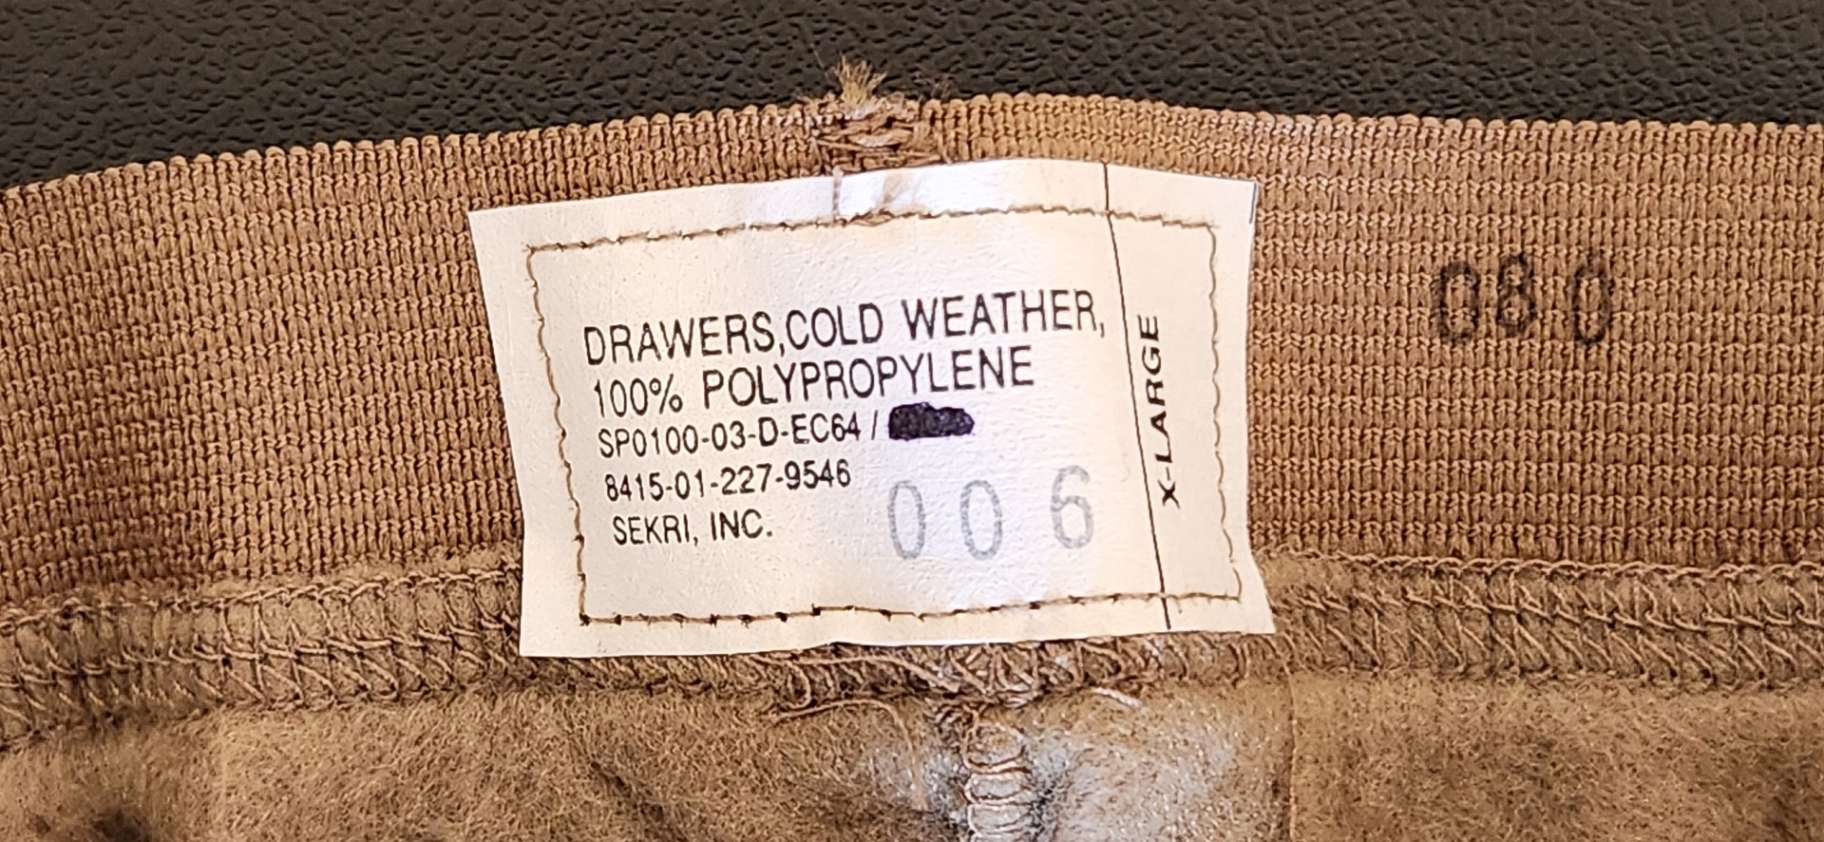 DRAWERS,COLD WEATHER,
100% POLYPROPYLENE
SP0100-03-D-EC64 /
8415-01-227-9546
SEKRI, INC.
006
X-LARGE
080